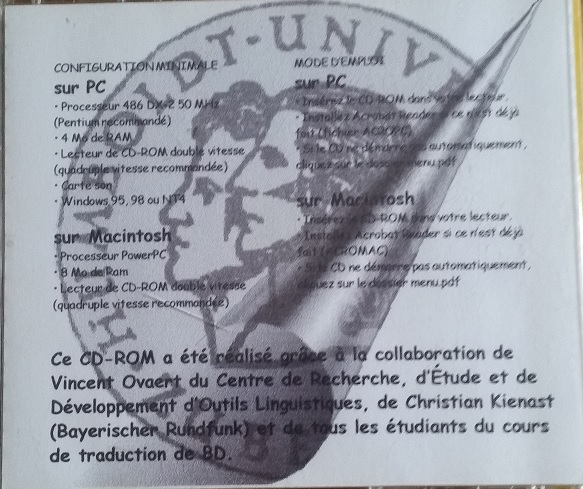 HUMBOLDT-UNIV
CONFIGURATION MINIMALE
sur PC
· Processeur 486 DX-2 50 MHz
(Pentium recommandé)
· 4 Mo de RAM
· Lecteur de CD-ROM double vitesse
(quadruple vitesse recommandée)
· Carte son
· Windows 95, 98 ou NT4
sur Macintosh
· Processeur PowerPC
· 8 Mo de Ram
· Lecteur de CD-ROM double vitesse
(quadruple vitesse recommandée)
MODE D'EMPLOI
sur PC
· Insérez le CD-ROM dans votre lecteur.
· Installez Acrobat Reader si ce n'est déjà
fait (fichier ACROPC)
· Si le CD ne démarre pas automatiquement,
cliquez sur le dossier menu.pdf
sur Macintosh
· Insérez le CD-ROM dans votre lecteur.
· Installez Acrobat Reader si ce n'est déjà
fait (ACROMAC)
· Si le CD ne démarre pas automatiquement,
cliquez sur le dossier menu.pdf
Ce CD-ROM a été réalisé grâce à la collaboration de
Vincent Ovaert du Centre de Recherche, d'Étude et de
Développement d'Outils Linguistiques, de Christian Kienast
(Bayerischer Rundfunk) et de tous les étudiants du cours
de traduction de BD.